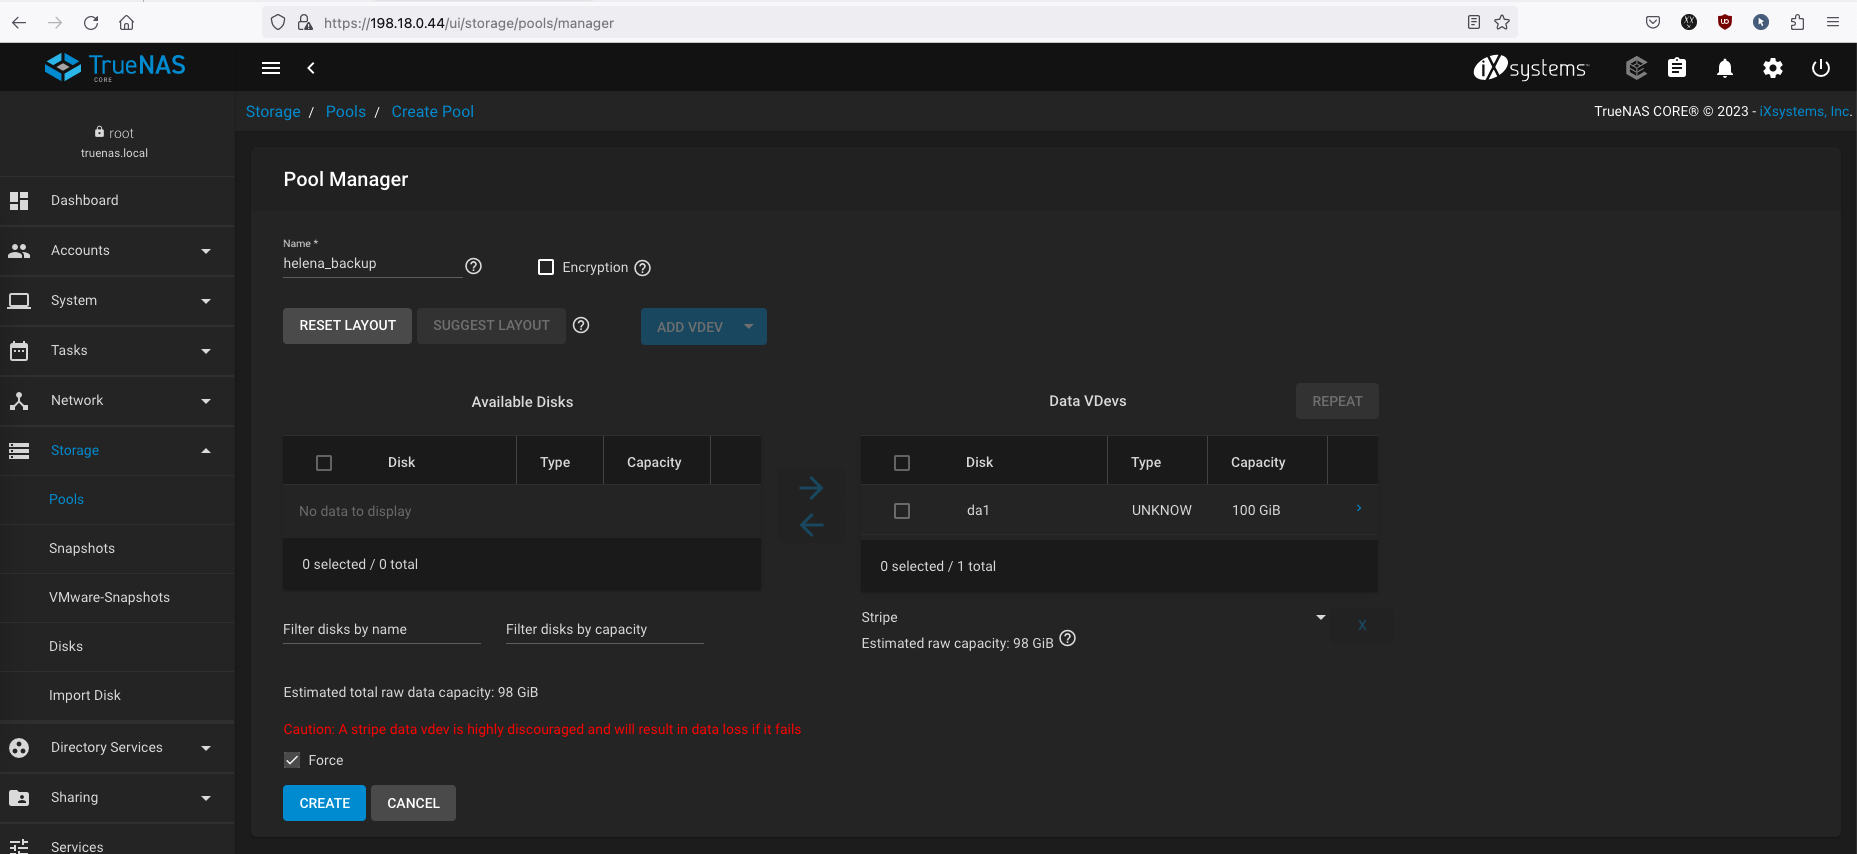 https://198.18.0.44/ui/storage/pools/manager
TrueNAS
CORE
iXsystems™
root
truenas.local
Storage / Pools / Create Pool
TrueNAS CORE® © 2023 - iXsystems, Inc.
Dashboard
Accounts
System
Tasks
Network
Storage
Pools
Snapshots
VMware-Snapshots
Disks
Import Disk
Directory Services
Sharing
Services
Pool Manager
Name *
helena_backup
Encryption
RESET LAYOUT
SUGGEST LAYOUT
ADD VDEV
Available Disks
Disk Type Capacity
No data to display
0 selected / 0 total
Filter disks by name
Filter disks by capacity
Data VDevs
REPEAT
Disk Type Capacity
da1 UNKNOW 100 GiB
0 selected / 1 total
Stripe
X
Estimated raw capacity: 98 GiB
Estimated total raw data capacity: 98 GiB
Caution: A stripe data vdev is highly discouraged and will result in data loss if it fails
Force
CREATE
CANCEL